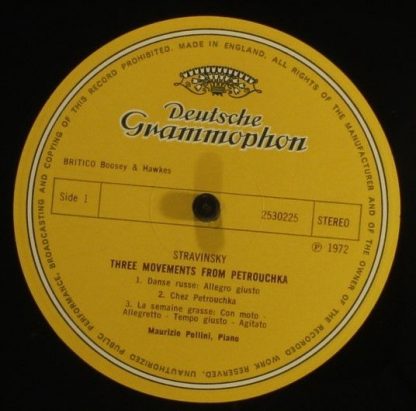 PERFORMANCE, BROADCASTING AND COPYING OF THIS RECORD PROHIBITED. MADE IN ENGLAND. ALL RIGHTS OF THE MANUFACTURER AND OF THE OWNER OF THE RECORDED WORK RESERVED. UNAUTHORIZED PUBLIC
Deutsche
Grammophon
BRITICO Boosey & Hawkes
Side 1 2530225 STEREO
℗ 1972
STRAVINSKY
THREE MOVEMENTS FROM PETROUCHKA
1. Danse russe: Allegro giusto
2. Chez Petrouchka
3. La semaine grasse: Con moto -
Allegretto - Tempo giusto - Agitato
Maurizio Pollini, Piano